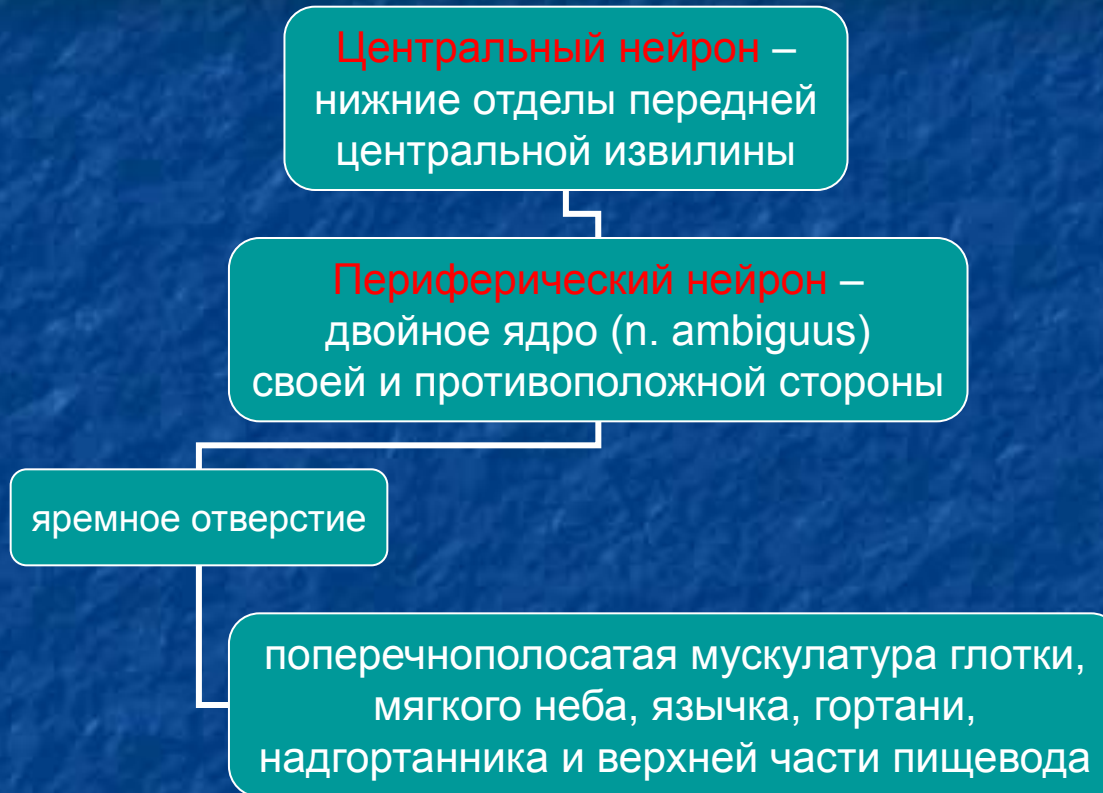 Центральный нейрон –
нижние отделы передней
центральной извилины
Периферический нейрон –
двойное ядро (n. ambiguus)
своей и противоположной стороны
яремное отверстие
поперечнополосатая мускулатура глотки,
мягкого неба, язычка, гортани,
надгортанника и верхней части пищевода